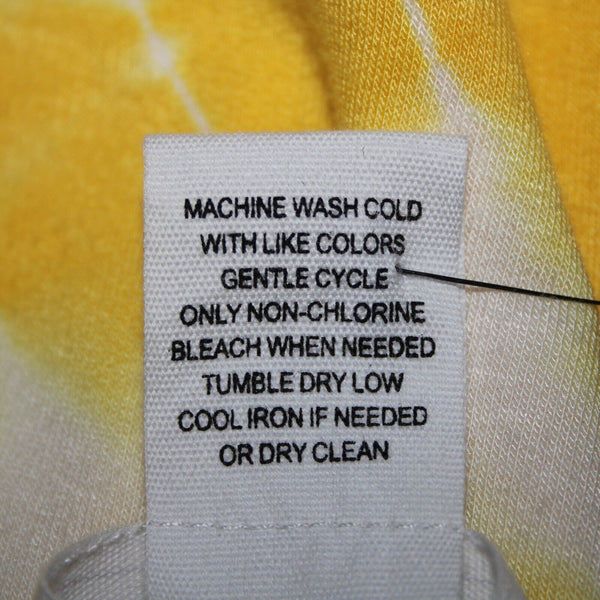 MACHINE WASH COLD
WITH LIKE COLORS
GENTLE CYCLE
ONLY NON-CHLORINE
BLEACH WHEN NEEDED
TUMBLE DRY LOW
COOL IRON IF NEEDED
OR DRY CLEAN